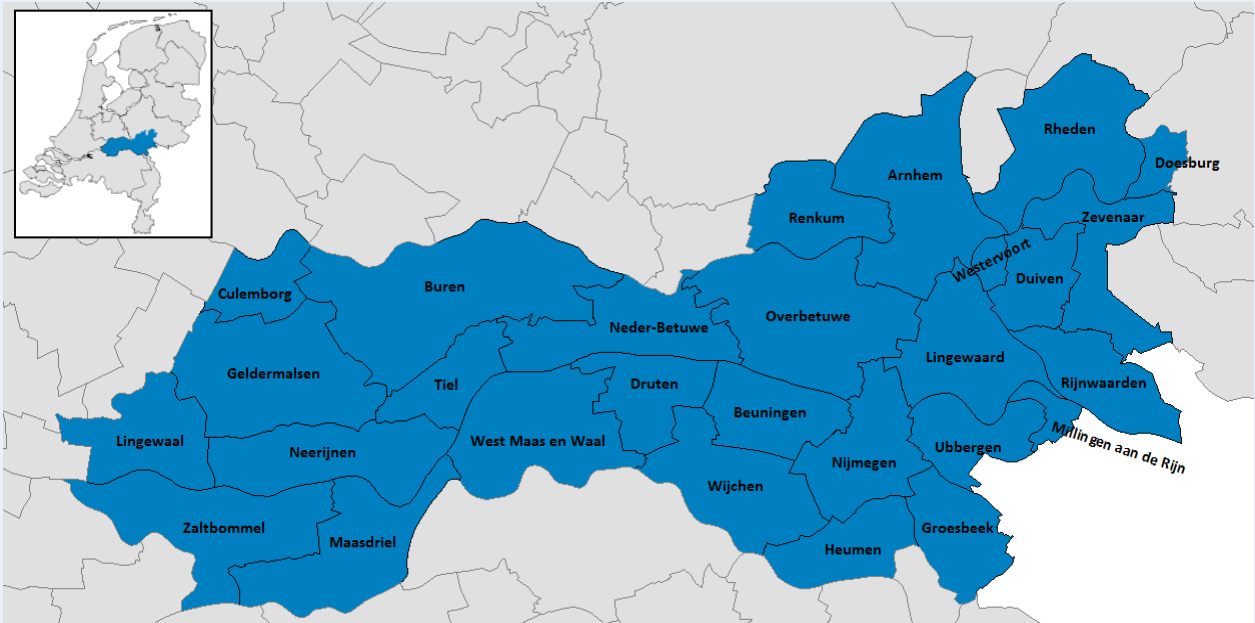 Rheden
Doesburg
Arnhem
Renkum
Zevenaar
Westervoort
Duiven
Culemborg
Buren
Neder-Betuwe
Overbetuwe
Lingewaard
Geldermalsen
Tiel
Druten
Rijnwaarden
Beuningen
Lingewaal
West Maas en Waal
Neerijnen
Ubbergen
Millingen aan de Rijn
Nijmegen
Wijchen
Zaltbommel
Maasdriel
Groesbeek
Heumen